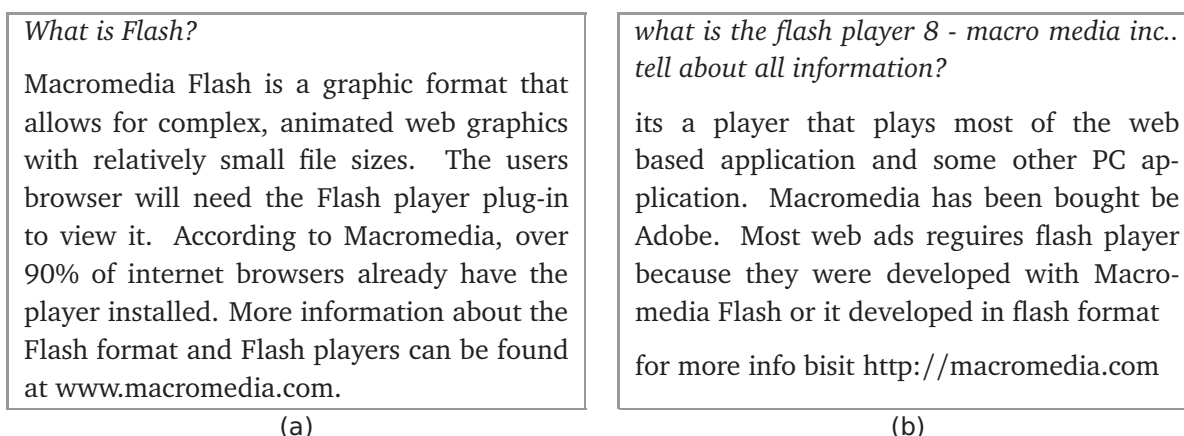 What is Flash?
Macromedia Flash is a graphic format that
allows for complex, animated web graphics
with relatively small file sizes. The users
browser will need the Flash player plug-in
to view it. According to Macromedia, over
90% of internet browsers already have the
player installed. More information about the
Flash format and Flash players can be found
at www.macromedia.com.
(a)
what is the flash player 8 - macro media inc..
tell about all information?
its a player that plays most of the web
based application and some other PC ap-
plication. Macromedia has been bought be
Adobe. Most web ads reguires flash player
because they were developed with Macro-
media Flash or it developed in flash format
for more info bisit http://macromedia.com
(b)